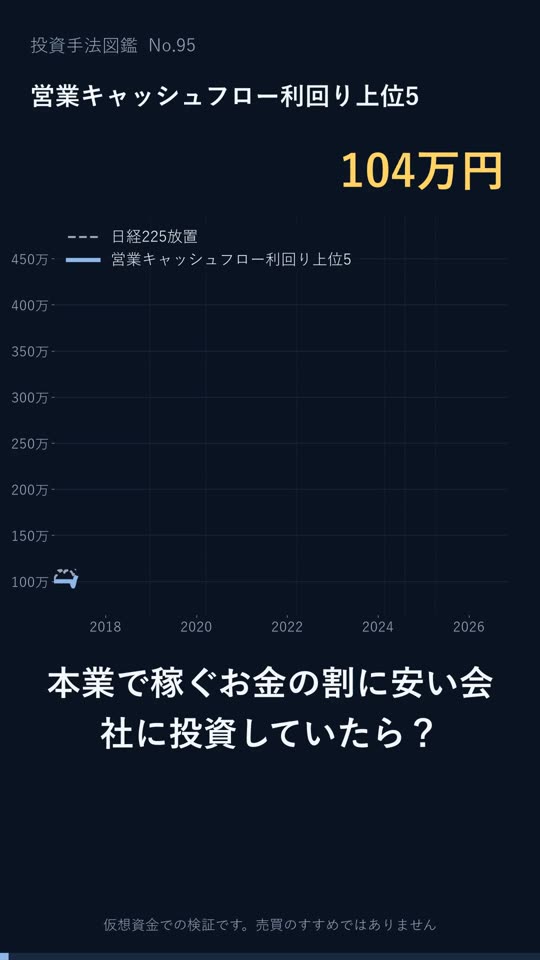 投資手法図鑑 No.95
営業キャッシュフロー利回り上位5
104万円
日経225放置
営業キャッシュフロー利回り上位5
450万
400万
350万
300万
250万
200万
150万
100万
2018 2020 2022 2024 2026
本業で稼ぐお金の割に安い会
社に投資していたら？
仮想資金での検証です。売買のすすめではありません